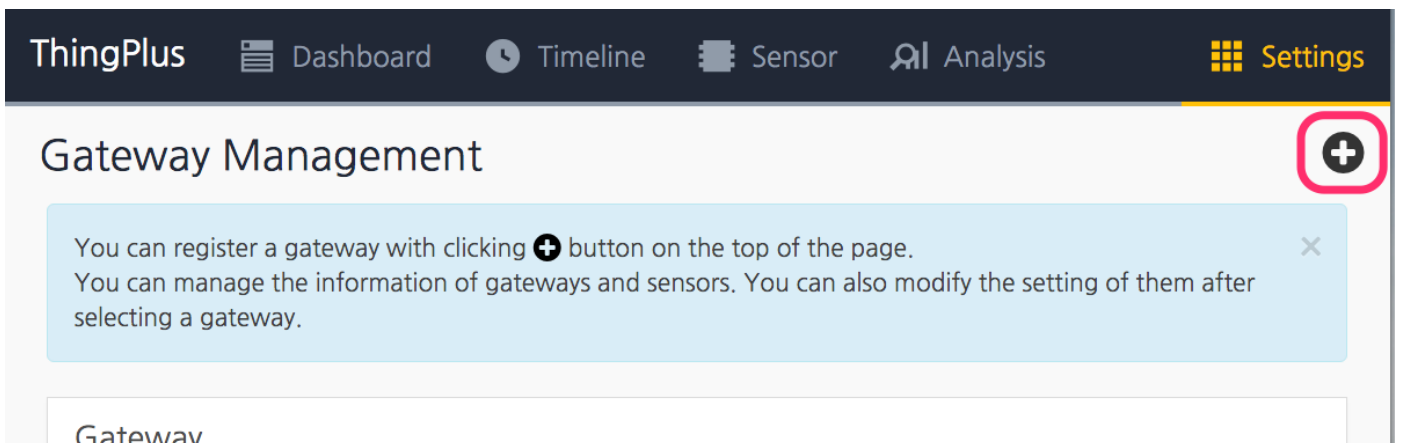 ThingPlus Dashboard Timeline Sensor Analysis Settings
Gateway Management
You can register a gateway with clicking button on the top of the page.
You can manage the information of gateways and sensors. You can also modify the setting of them after
selecting a gateway.
Gateway